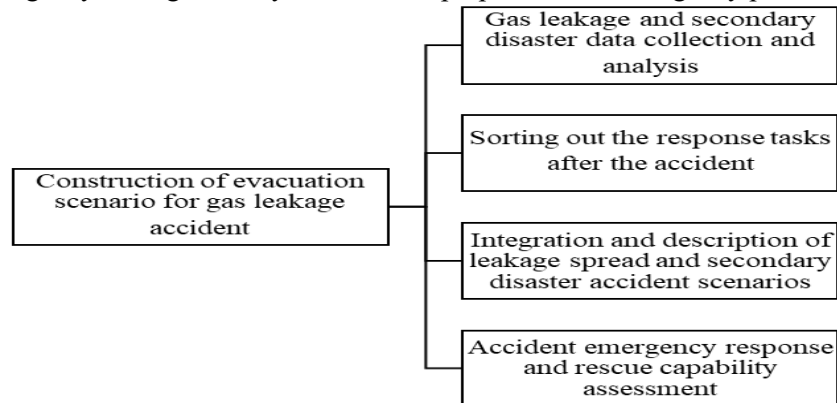 Gas leakage and secondary
disaster data collection and
analysis
Sorting out the response tasks
after the accident
Construction of evacuation
scenario for gas leakage
accident
Integration and description of
leakage spread and secondary
disaster accident scenarios
Accident emergency response
and rescue capability
assessment